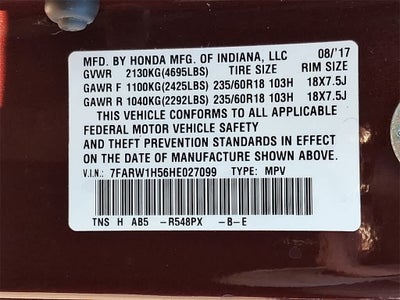 MFD. BY HONDA MFG. OF INDIANA, LLC 08/'17
GVWR 2130KG(4695LBS) TIRE SIZE RIM SIZE
GAWR F 1100KG(2425LBS) 235/60R18 103H 18X7.5J
GAWR R 1040KG(2292LBS) 235/60R18 103H 18X7.5J
THIS VEHICLE CONFORMS TO ALL APPLICABLE
FEDERAL MOTOR VEHICLE SAFETY
AND THEFT PREVENTION STANDARDS IN EFFECT
ON THE DATE OF MANUFACTURE SHOWN ABOVE.
V.I.N.: 7FARW1H56HE027099 TYPE: MPV
TNS H AB5 -R548PX -B-E